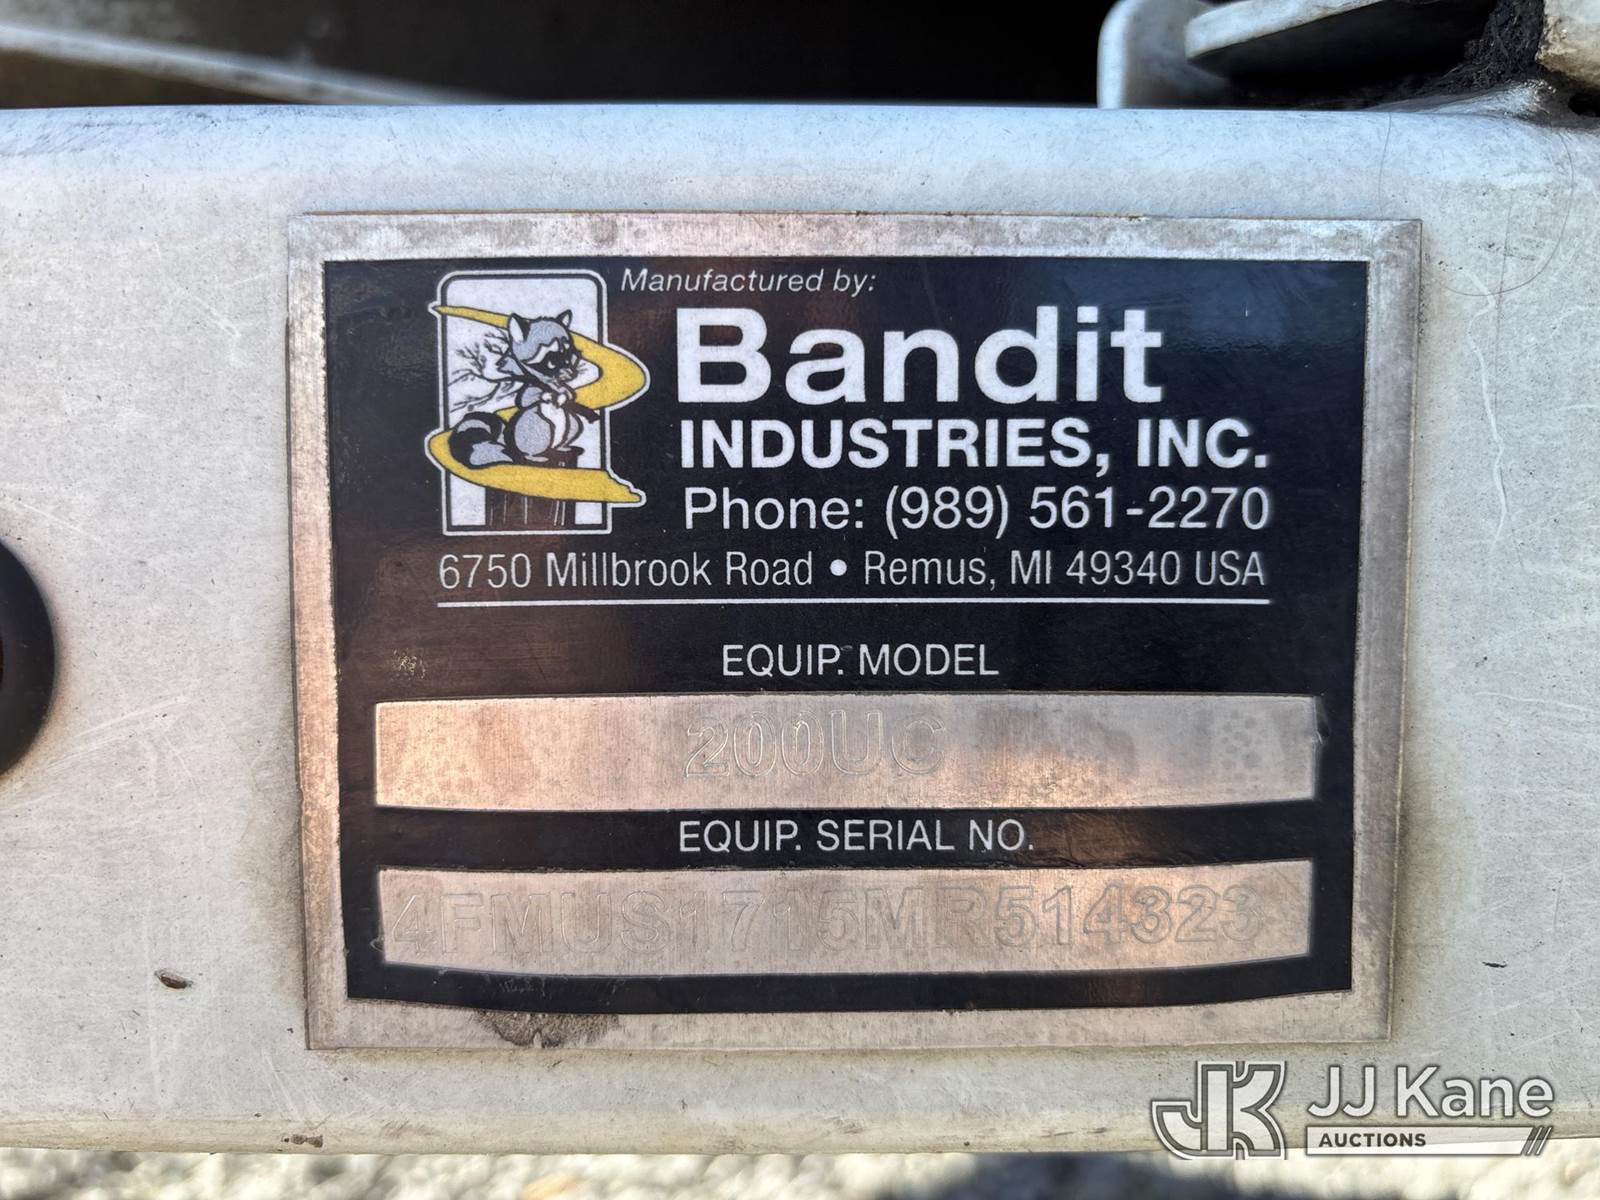 Manufactured by:
Bandit
INDUSTRIES, INC.
Phone: (989) 561-2270
6750 Millbrook Road • Remus, MI 49340 USA
EQUIP. MODEL
200UC
EQUIP. SERIAL NO.
4FMUS1715MR514323
JK JJ Kane
AUCTIONS